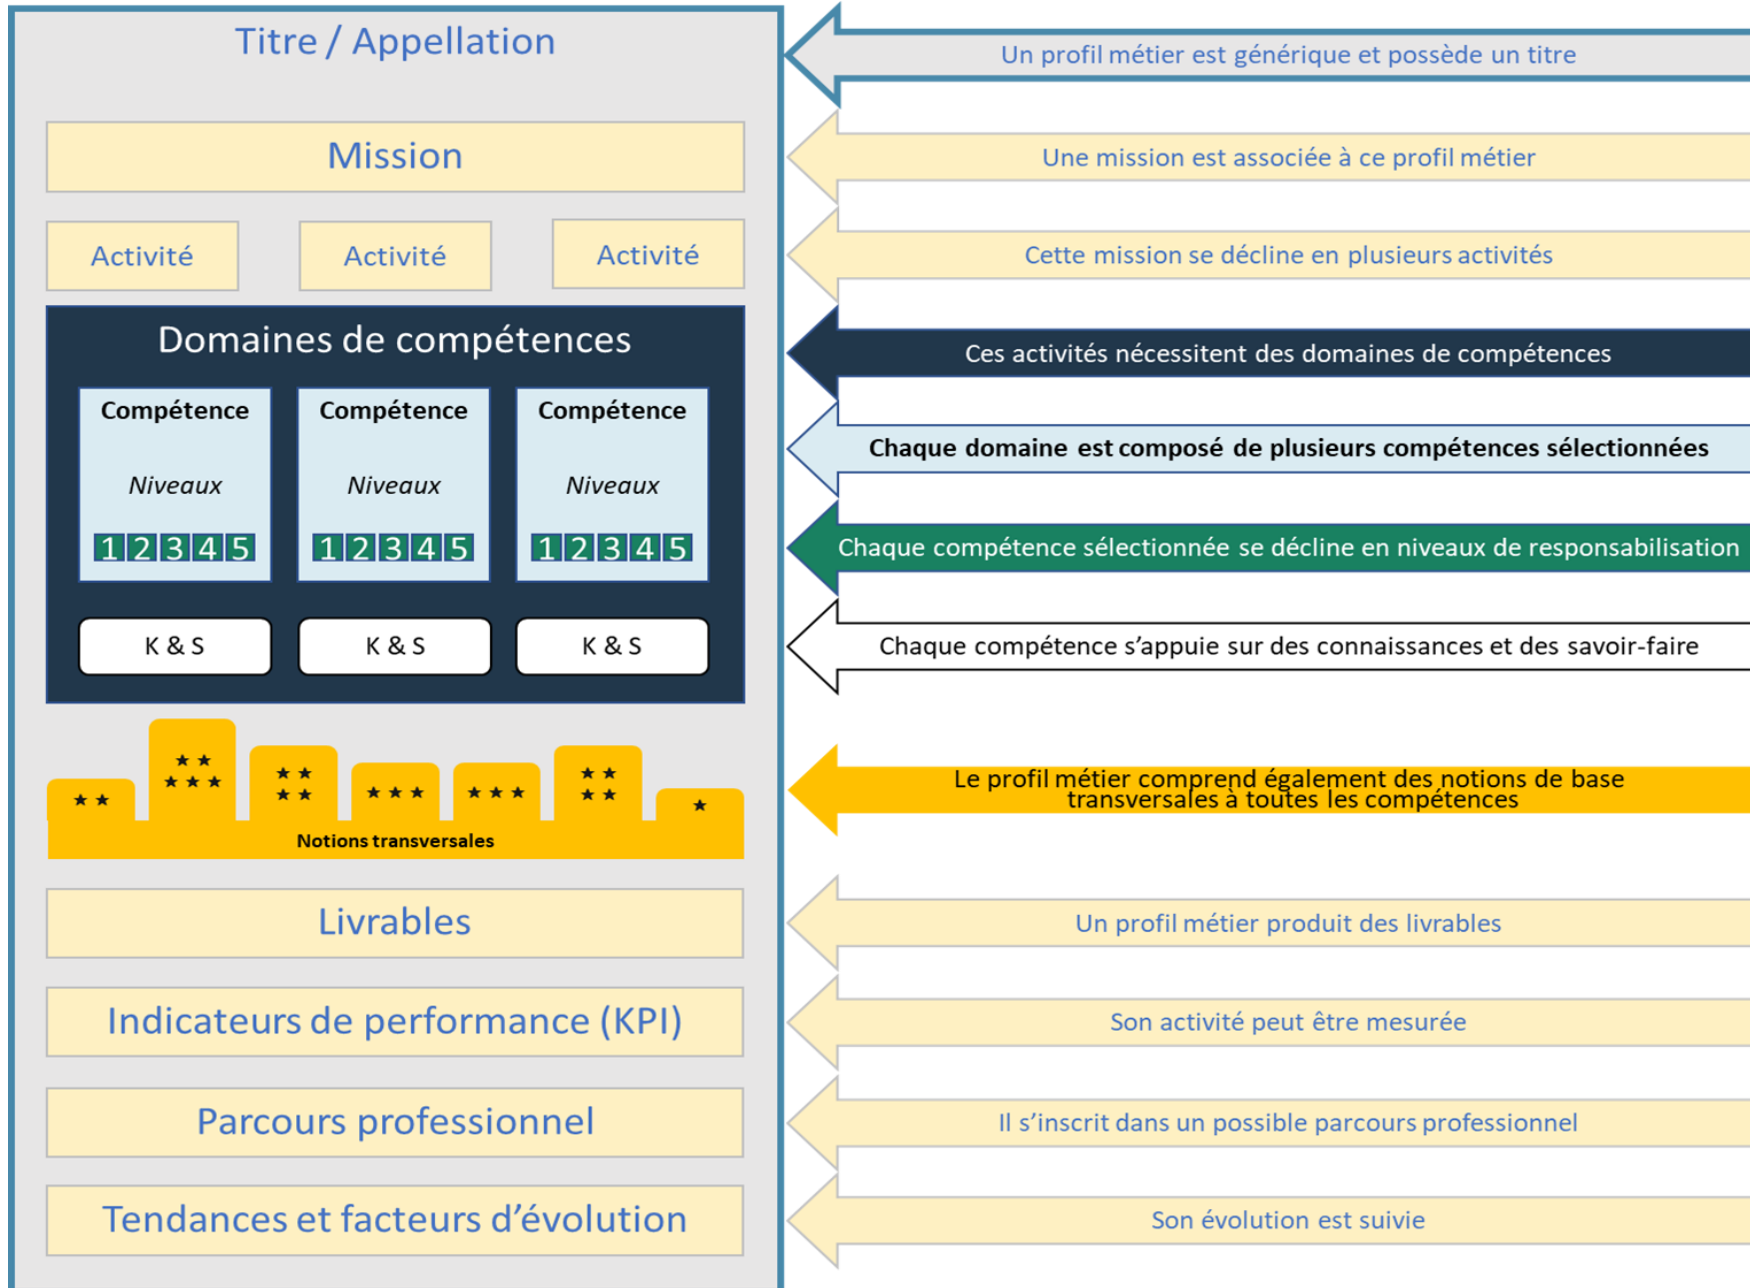 Titre / Appellation
Un profil métier est générique et possède un titre
Mission
Une mission est associée à ce profil métier
Activité
Activité
Activité
Cette mission se décline en plusieurs activités
Domaines de compétences
Ces activités nécessitent des domaines de compétences
Compétence
Compétence
Compétence
Chaque domaine est composé de plusieurs compétences sélectionnées
Niveaux
Niveaux
Niveaux
1 2 3 4 5
1 2 3 4 5
1 2 3 4 5
Chaque compétence sélectionnée se décline en niveaux de responsabilisation
K & S
K & S
K & S
Chaque compétence s’appuie sur des connaissances et des savoir-faire
Le profil métier comprend également des notions de base
transversales à toutes les compétences
Notions transversales
Livrables
Un profil métier produit des livrables
Indicateurs de performance (KPI)
Son activité peut être mesurée
Parcours professionnel
Il s’inscrit dans un possible parcours professionnel
Tendances et facteurs d’évolution
Son évolution est suivie